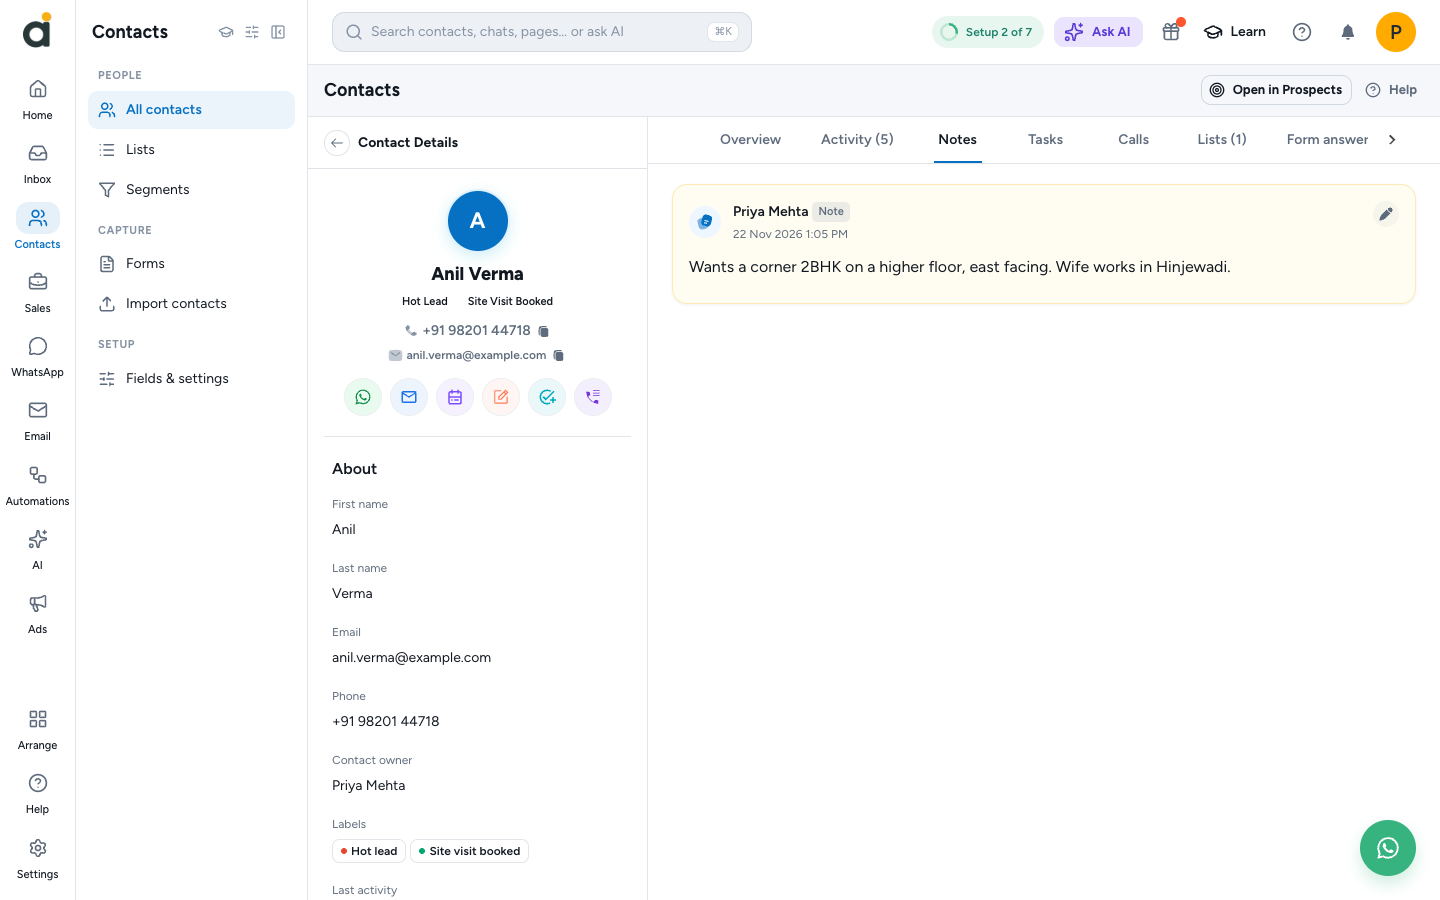 Contacts
Search contacts, chats, pages... or ask AI
⌘K
Setup 2 of 7
Ask AI
Learn
P
Home
Inbox
Contacts
Sales
WhatsApp
Email
Automations
AI
Ads
Arrange
Help
Settings
PEOPLE
All contacts
Lists
Segments
CAPTURE
Forms
Import contacts
SETUP
Fields & settings
Contacts
Open in Prospects
Help
Contact Details
A
Anil Verma
Hot Lead Site Visit Booked
+91 98201 44718
anil.verma@example.com
About
First name
Anil
Last name
Verma
Email
anil.verma@example.com
Phone
+91 98201 44718
Contact owner
Priya Mehta
Labels
Hot lead Site visit booked
Last activity
Overview Activity (5) Notes Tasks Calls Lists (1) Form answer
Priya Mehta Note
22 Nov 2026 1:05 PM
Wants a corner 2BHK on a higher floor, east facing. Wife works in Hinjewadi.